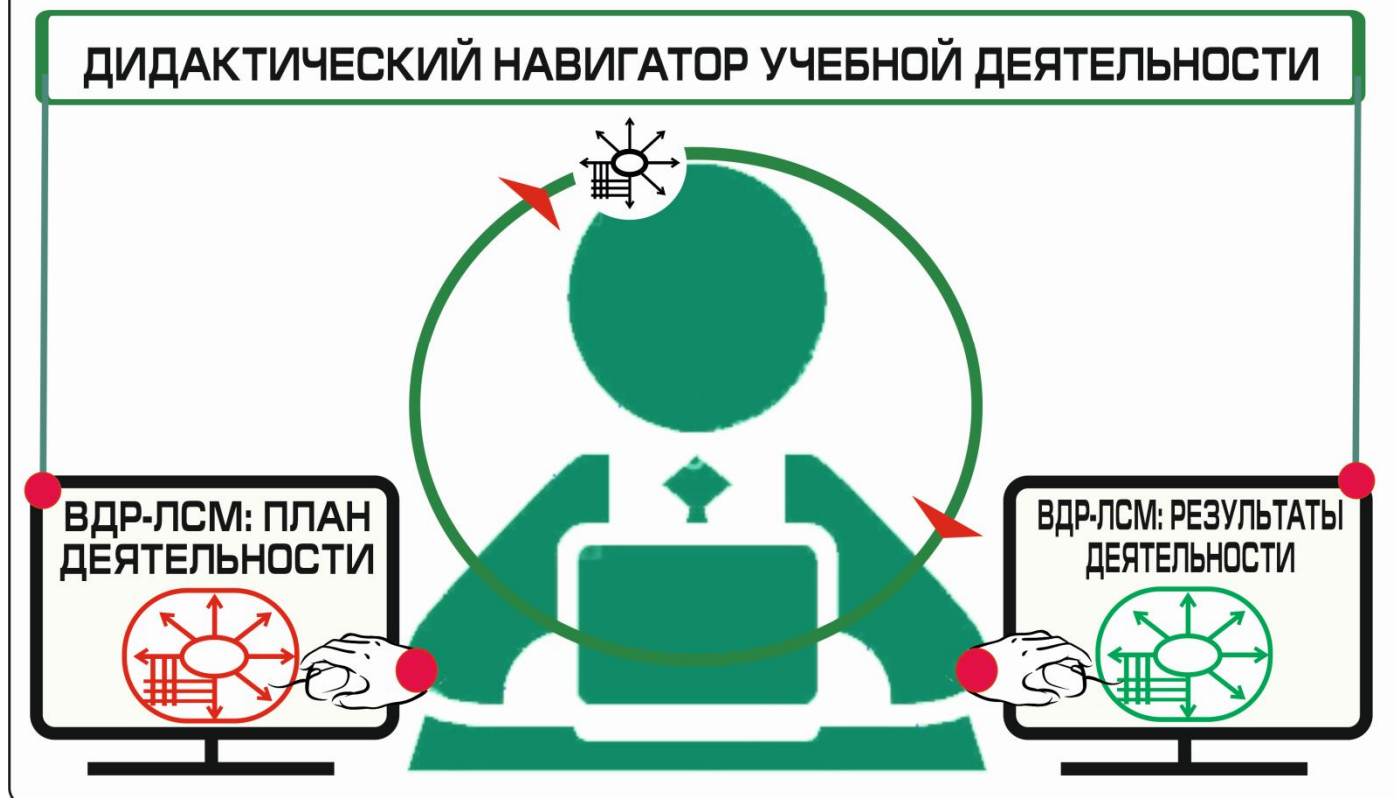 ДИДАКТИЧЕСКИЙ НАВИГАТОР УЧЕБНОЙ ДЕЯТЕЛЬНОСТИ
ВДР-ЛСМ: ПЛАН
ДЕЯТЕЛЬНОСТИ
ВДР-ЛСМ: РЕЗУЛЬТАТЫ
ДЕЯТЕЛЬНОСТИ